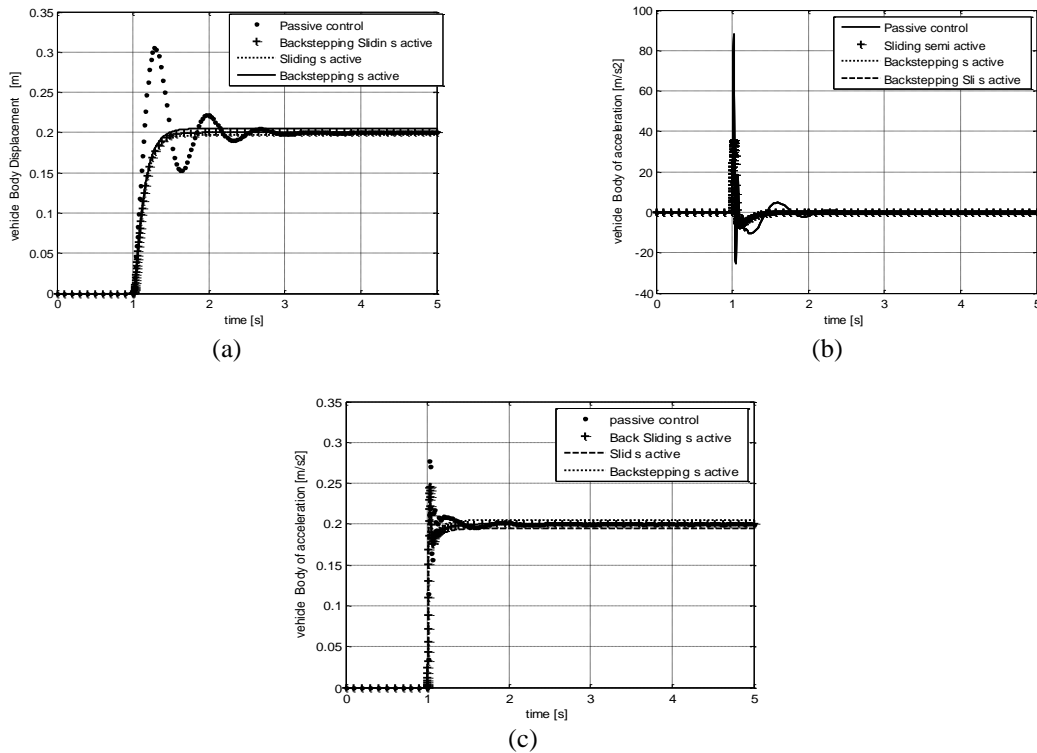 0.35
0.3
0.25
0.2
0.15
0.1
0.05
0
vehicle Body Displacement [m]
Passive control
Backstepping Slidin s active
Sliding s active
Backstepping s active
0 1 2 3 4 5
time [s]
(a)
100
80
60
40
20
0
-20
-40
vehicle Body of acceleration [m/s2]
Passive control
Sliding semi active
Backstepping s active
Backstepping Sli s active
0 1 2 3 4 5
time [s]
(b)
0.35
0.3
0.25
0.2
0.15
0.1
0.05
0
vehicle Body of acceleration [m/s2]
passive control
Back Sliding s active
Slid s active
Backstepping s active
0 1 2 3 4 5
time [s]
(c)